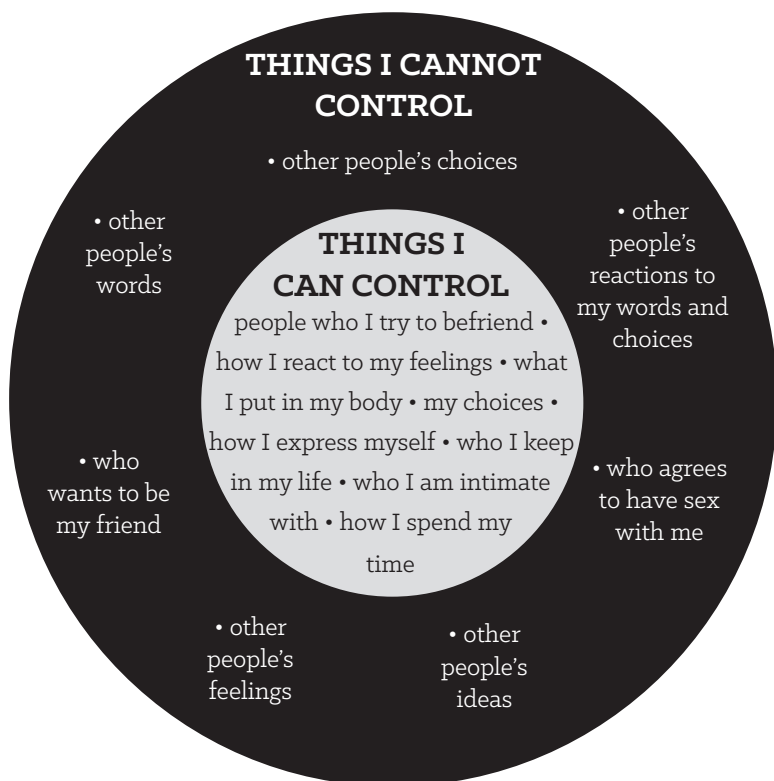 THINGS I CANNOT
CONTROL
• other people’s choices
• other
people’s
words
• other
people’s
reactions to
my words and
choices
THINGS I
CAN CONTROL
people who I try to befriend •
how I react to my feelings • what
I put in my body • my choices •
how I express myself • who I keep
in my life • who I am intimate
with • how I spend my
time
• who
wants to be
my friend
• who agrees
to have sex
with me
• other
people’s
feelings
• other
people’s
ideas